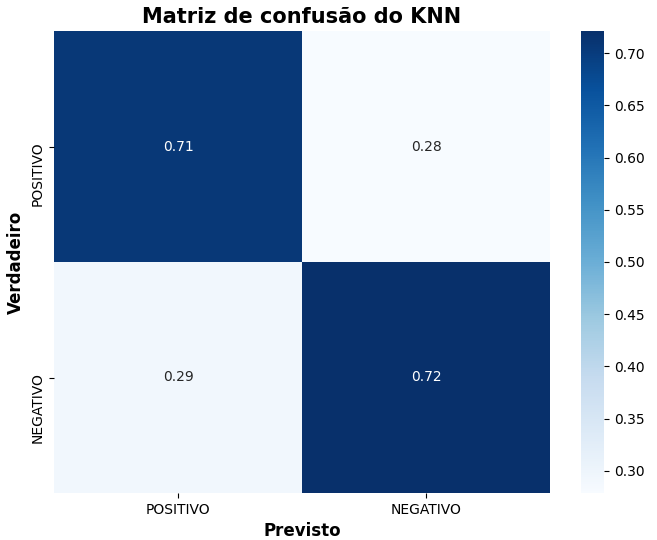 Matriz de confusão do KNN
0.71
0.28
0.29
0.72
POSITIVO
NEGATIVO
Verdadeiro
POSITIVO
NEGATIVO
Previsto
0.70
0.65
0.60
0.55
0.50
0.45
0.40
0.35
0.30